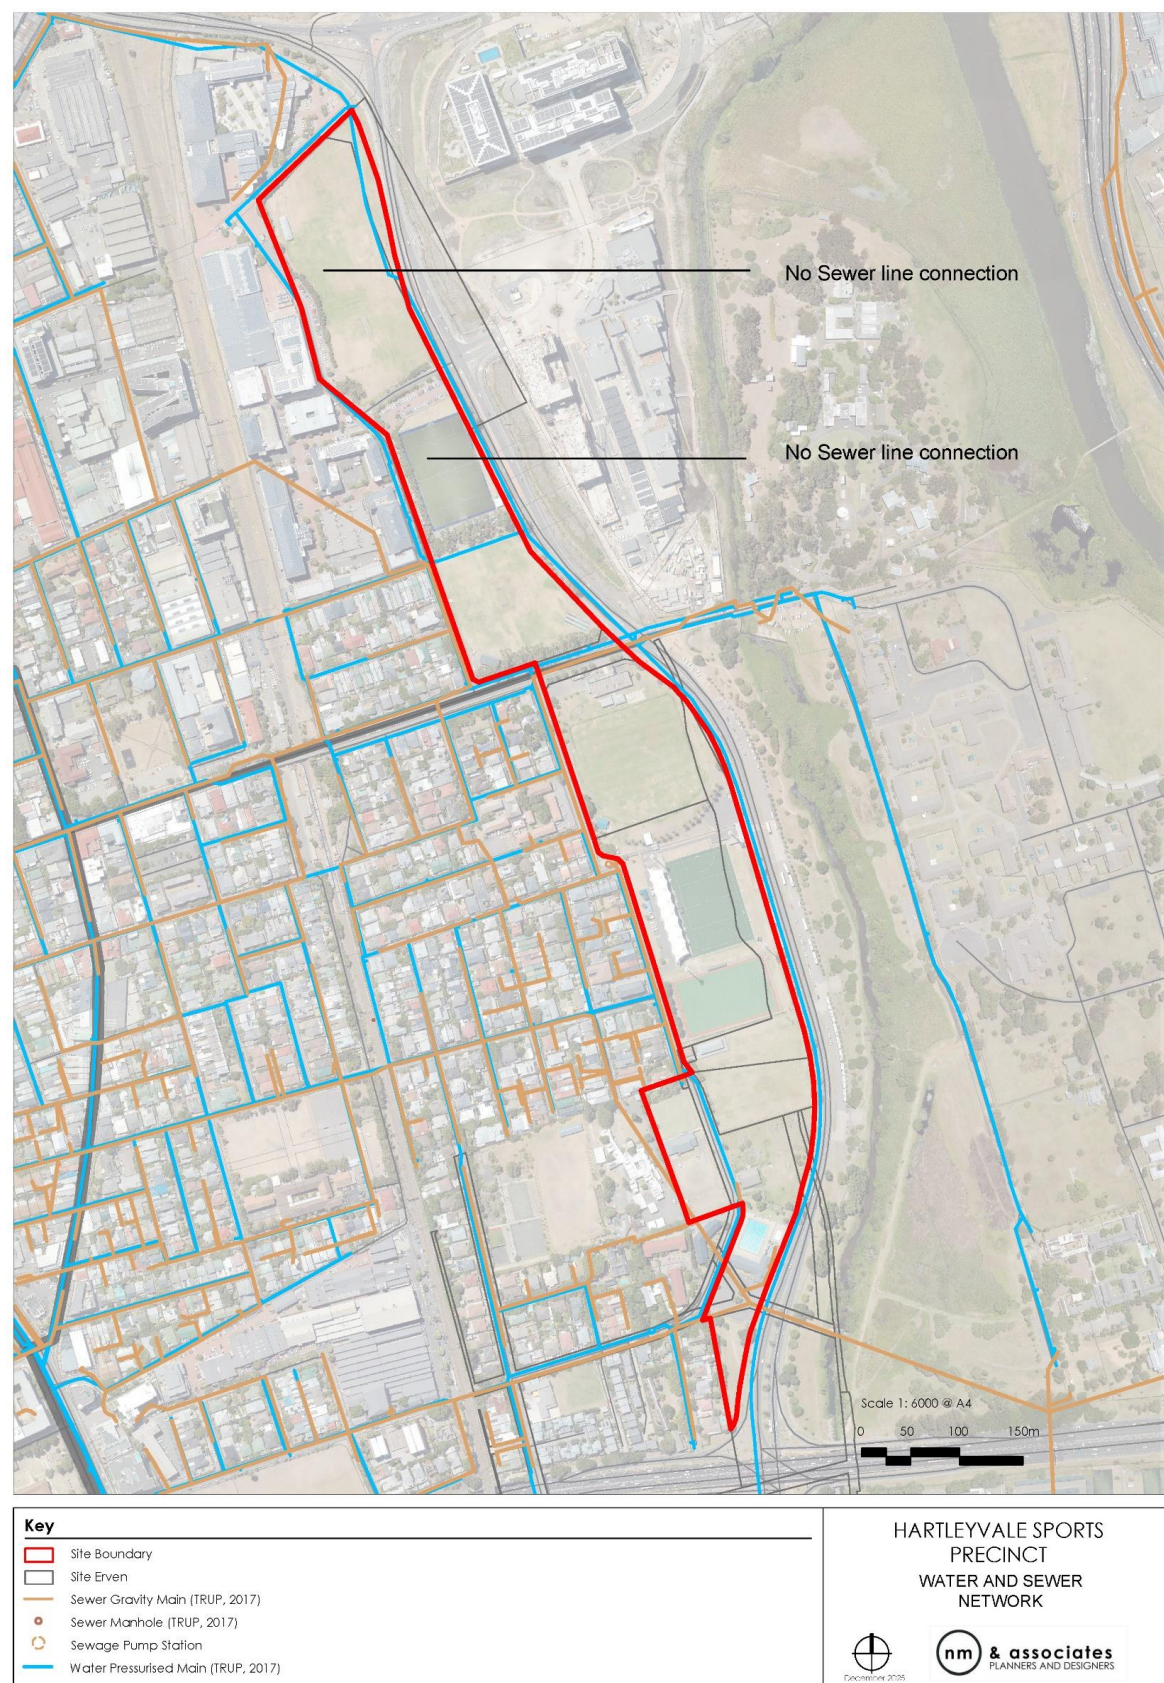 No Sewer line connection
No Sewer line connection
Scale 1: 6000 @ A4
0 50 100 150m
Key
Site Boundary
Site Erven
Sewer Gravity Main (TRUP, 2017)
Sewer Manhole (TRUP, 2017)
Sewage Pump Station
Water Pressurised Main (TRUP, 2017)
HARTLEYVALE SPORTS
PRECINCT
WATER AND SEWER
NETWORK
December 2025
nm & associates
PLANNERS AND DESIGNERS